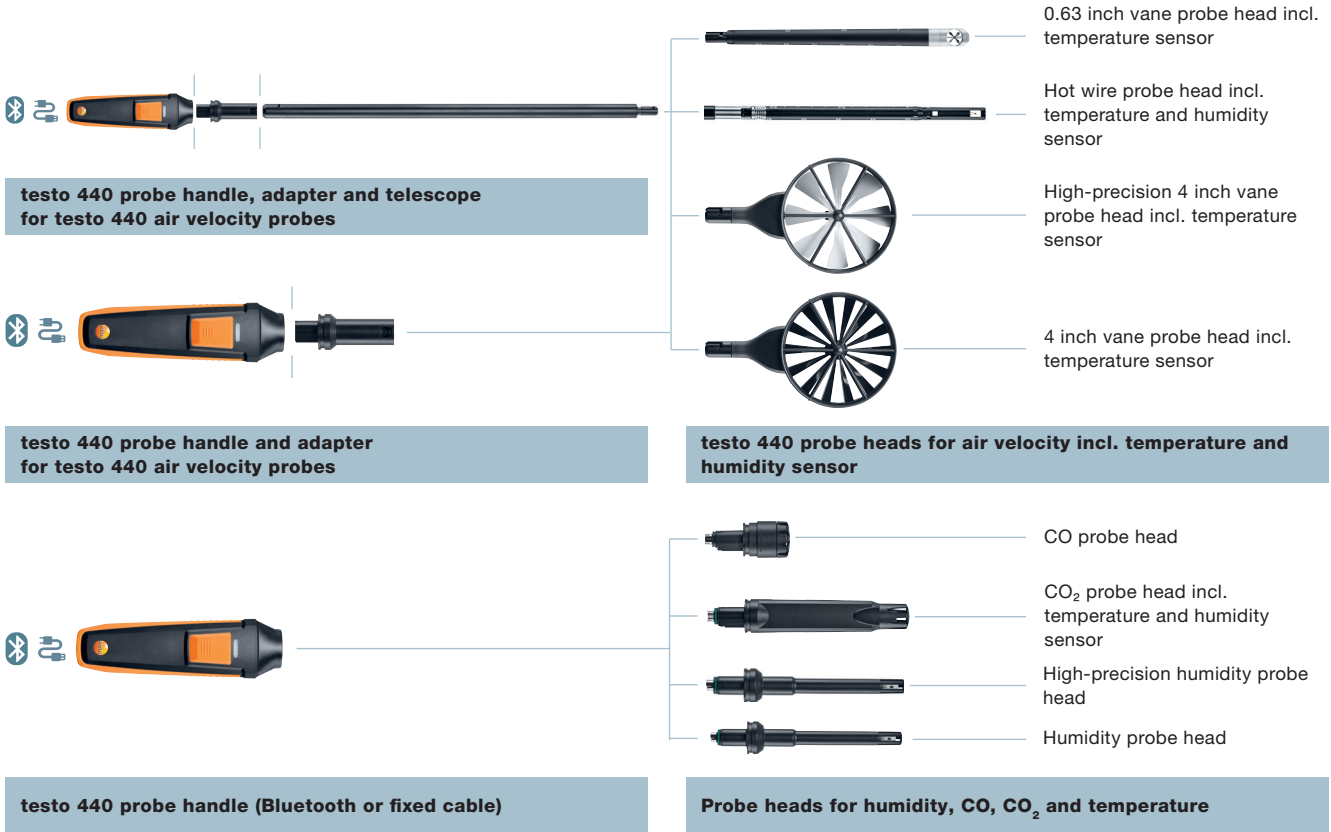 0.63 inch vane probe head incl.
temperature sensor
Hot wire probe head incl.
temperature and humidity
sensor
testo 440 probe handle, adapter and telescope
for testo 440 air velocity probes
High-precision 4 inch vane
probe head incl. temperature
sensor
4 inch vane probe head incl.
temperature sensor
testo 440 probe handle and adapter
for testo 440 air velocity probes
testo 440 probe heads for air velocity incl. temperature and
humidity sensor
CO probe head
CO₂ probe head incl.
temperature and humidity
sensor
High-precision humidity probe
head
Humidity probe head
testo 440 probe handle (Bluetooth or fixed cable)
Probe heads for humidity, CO, CO₂ and temperature